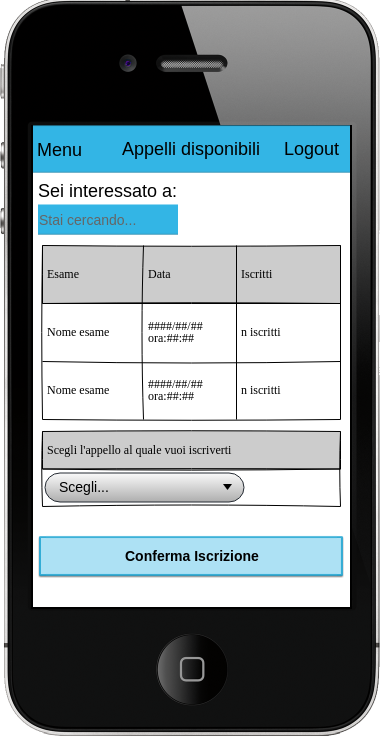 Menu Appelli disponibili Logout
Sei interessato a:
Stai cercando...
Esame Data Iscritti
Nome esame ####/##/## ora:##:## n iscritti
Nome esame ####/##/## ora:##:## n iscritti
Scegli l'appello al quale vuoi iscriverti
Scegli...
Conferma Iscrizione